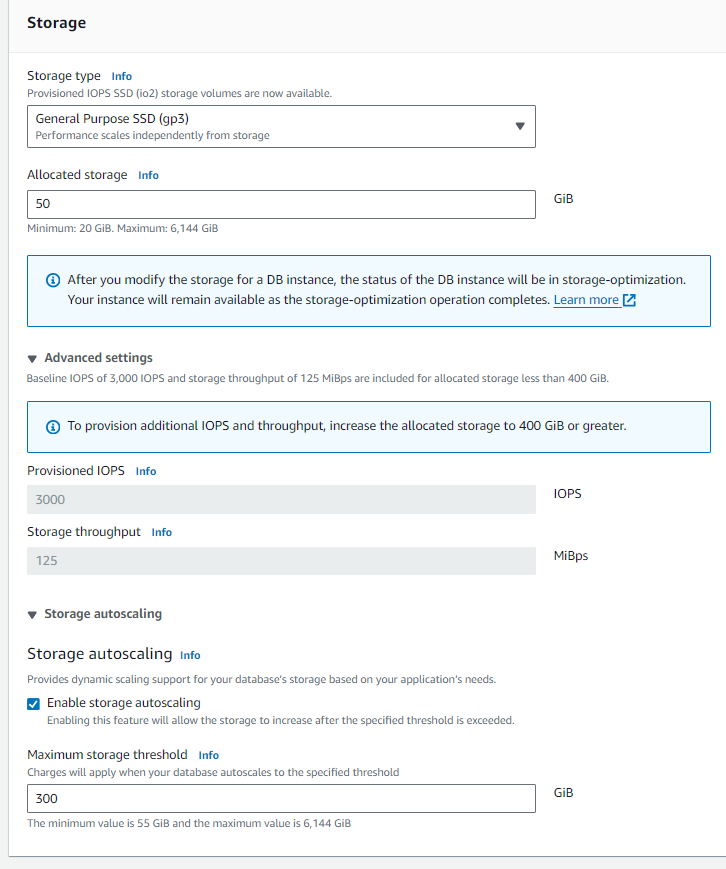 Storage
Storage type Info
Provisioned IOPS SSD (io2) storage volumes are now available.
General Purpose SSD (gp3)
Performance scales independently from storage
Allocated storage Info
50
GiB
Minimum: 20 GiB. Maximum: 6,144 GiB
After you modify the storage for a DB instance, the status of the DB instance will be in storage-optimization.
Your instance will remain available as the storage-optimization operation completes. Learn more
Advanced settings
Baseline IOPS of 3,000 IOPS and storage throughput of 125 MiBps are included for allocated storage less than 400 GiB.
To provision additional IOPS and throughput, increase the allocated storage to 400 GiB or greater.
Provisioned IOPS Info
3000
IOPS
Storage throughput Info
125
MiBps
Storage autoscaling
Storage autoscaling Info
Provides dynamic scaling support for your database's storage based on your application's needs.
Enable storage autoscaling
Enabling this feature will allow the storage to increase after the specified threshold is exceeded.
Maximum storage threshold Info
Charges will apply when your database autoscales to the specified threshold
300
GiB
The minimum value is 55 GiB and the maximum value is 6,144 GiB